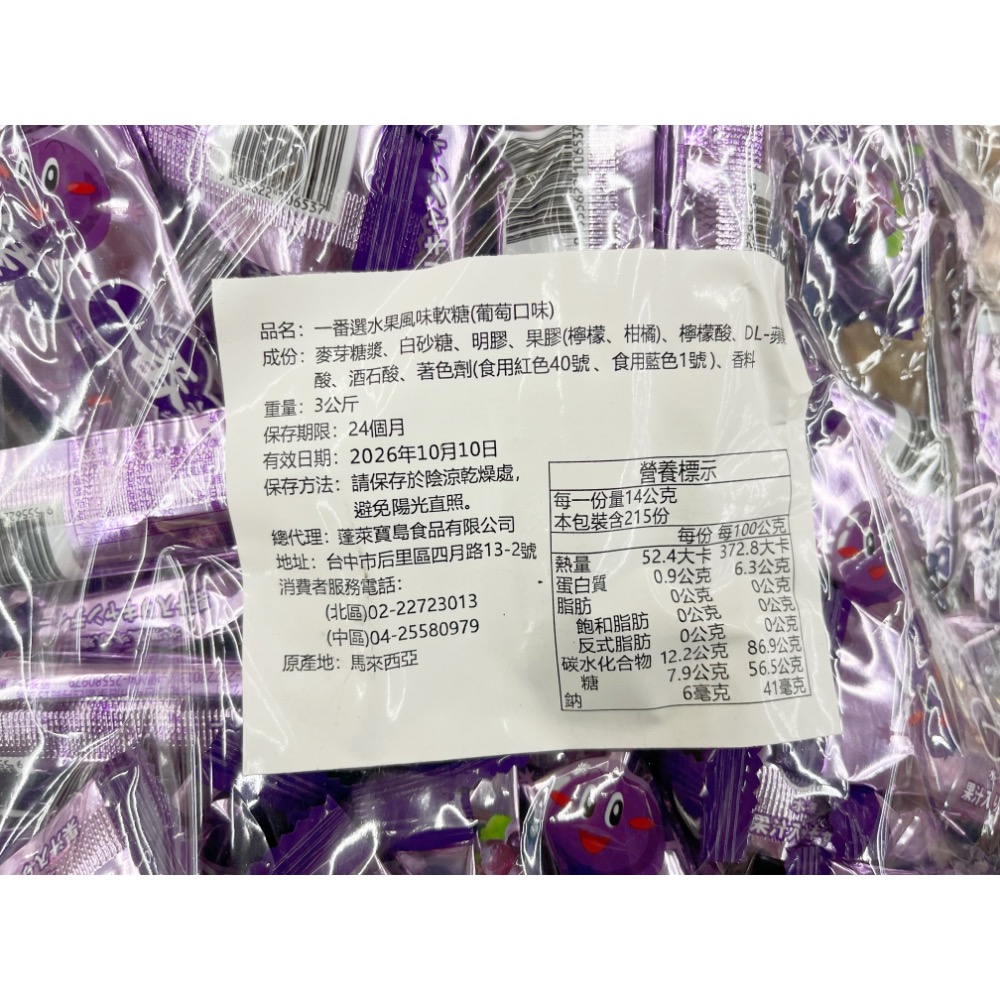 品名：一番選水果風味軟糖(葡萄口味)
成份：麥芽糖漿、白砂糖、明膠、果膠(檸檬、柑橘)、檸檬酸、DL-蘋果
酸、酒石酸、著色劑(食用紅色40號、食用藍色1號)、香料
重量：3公斤
保存期限：24個月
有效日期：2026年10月10日
保存方法：請保存於陰涼乾燥處，
避免陽光直照。
總代理：蓬萊寶島食品有限公司
地址：台中市后里區四月路13-2號
消費者服務電話：
(北區)02-22723013
(中區)04-25580979
原產地：馬來西亞
營養標示
每一份量14公克
本包裝含215份
每份 每100公克
熱量 52.4大卡 372.8大卡
蛋白質 0.9公克 6.3公克
脂肪 0公克 0公克
飽和脂肪 0公克 0公克
反式脂肪 0公克 0公克
碳水化合物 12.2公克 86.9公克
糖 7.9公克 56.5公克
鈉 6毫克 41毫克